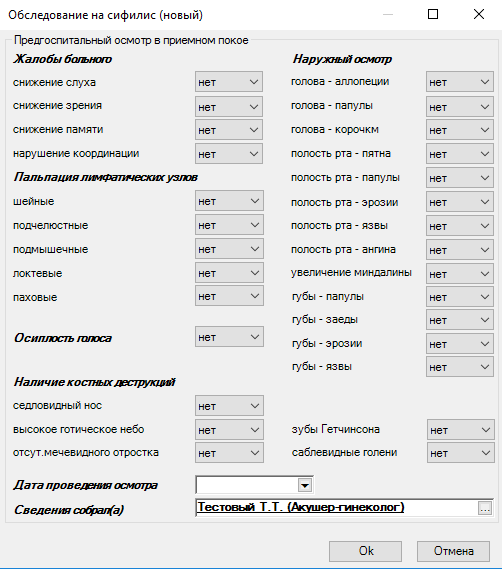 Обследование на сифилис (новый)
Предгоспитальный осмотр в приемном покое
Жалобы больного
снижение слуха нет
снижение зрения нет
снижение памяти нет
нарушение координации нет
Пальпация лимфатических узлов
шейные нет
подчелюстные нет
подмышечные нет
локтевые нет
паховые нет
Осиплость голоса нет
Наличие костных деструкций
седловидный нос нет
высокое готическое небо нет
отсут.мечевидного отростка нет
Наружный осмотр
голова - аллопеции нет
голова - папулы нет
голова - корочкм нет
полость рта - пятна нет
полость рта - папулы нет
полость рта - эрозии нет
полость рта - язвы нет
полость рта - ангина нет
увеличение миндалины нет
губы - папулы нет
губы - заеды нет
губы - эрозии нет
губы - язвы нет
зубы Гетчинсона нет
саблевидные голени нет
Дата проведения осмотра
Сведения собрал(а) Тестовый Т.Т. (Акушер-гинеколог) ...
Ok Отмена